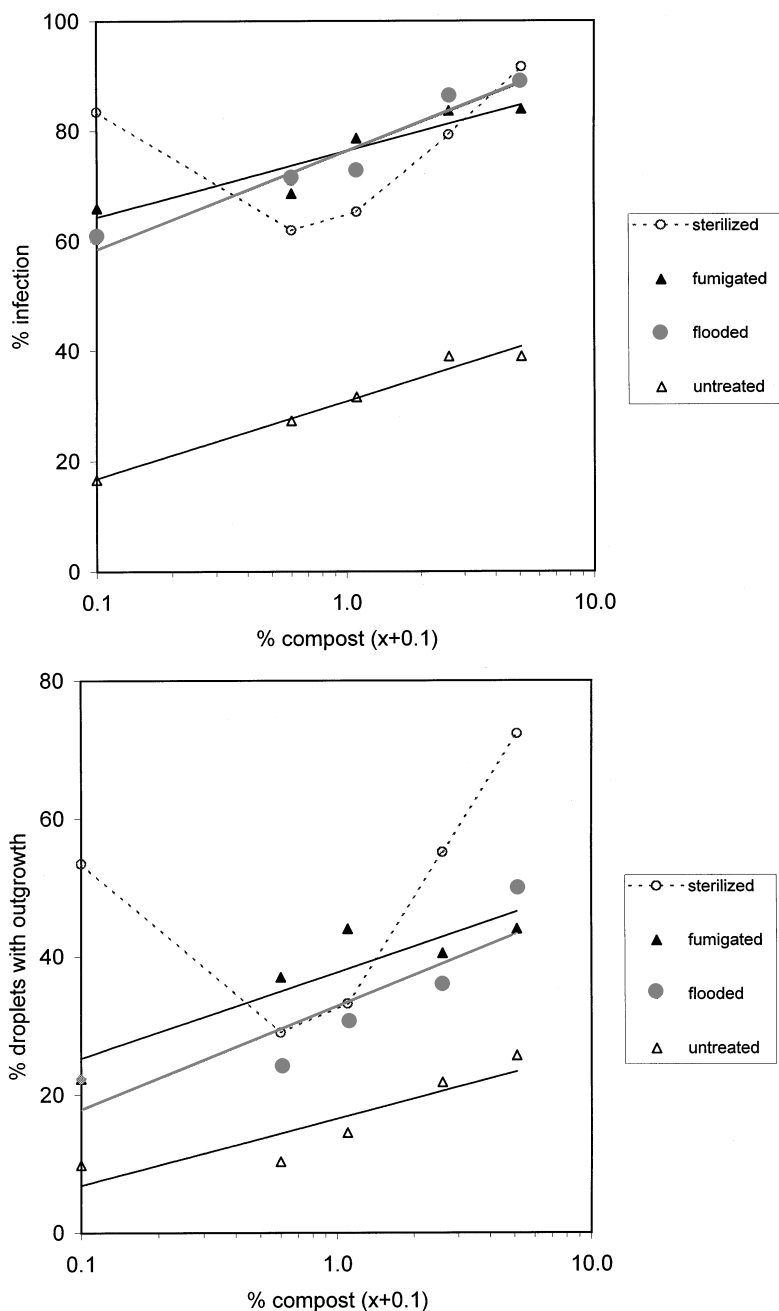 100
80
60
40
20
0
% infection
0.1 1.0 10.0
% compost (x+0.1)
sterilized
fumigated
flooded
untreated
80
60
40
20
0
% droplets with outgrowth
0.1 1.0 10.0
% compost (x+0.1)
sterilized
fumigated
flooded
untreated